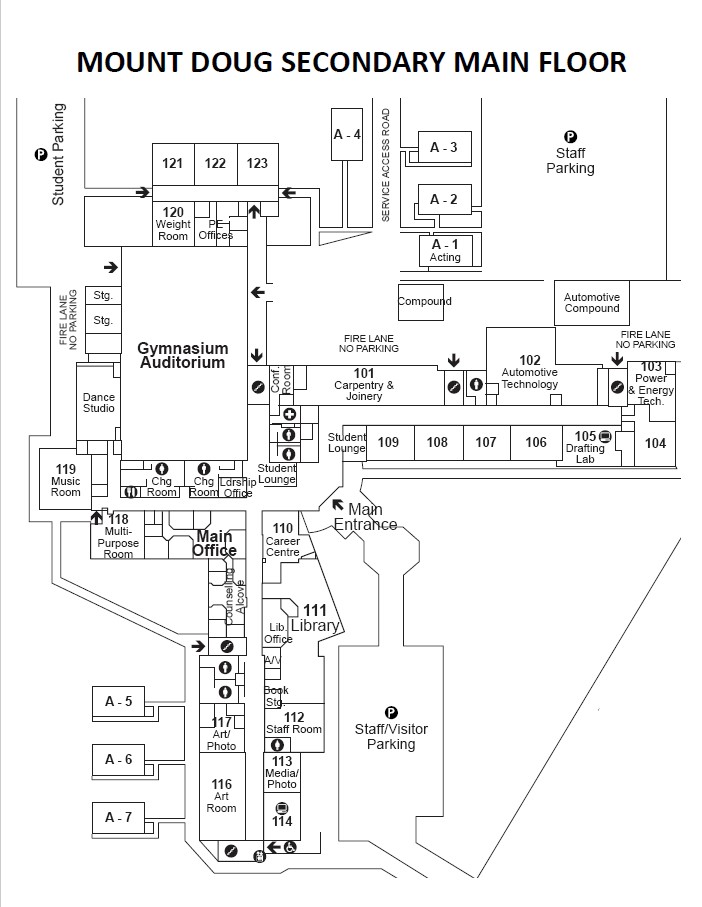 MOUNT DOUG SECONDARY MAIN FLOOR
P
Student Parking
121
122
123
A - 4
SERVICE ACCESS ROAD
A - 3
P
Staff
Parking
A - 2
120
Weight
Room
PE
Offices
A - 1
Acting
Stg.
Stg.
FIRE LANE
NO PARKING
Compound
Automotive
Compound
Gymnasium
Auditorium
FIRE LANE
NO PARKING
FIRE LANE
NO PARKING
Conf.
Room
101
Carpentry &
Joinery
102
Automotive
Technology
103
Power
& Energy
Tech.
Dance
Studio
Student
Lounge
109
108
107
106
105
Drafting
Lab
104
119
Music
Room
Chg
Room
Chg
Room
Ldrship
Office
Student
Lounge
118
Multi-
Purpose
Room
Main
Office
110
Career
Centre
Main
Entrance
Counselling
Alcove
111
Library
Lib.
Office
A/V
Book
Stg.
A - 5
117
Art/
Photo
112
Staff Room
P
Staff/Visitor
Parking
A - 6
116
Art
Room
113
Media/
Photo
A - 7
114